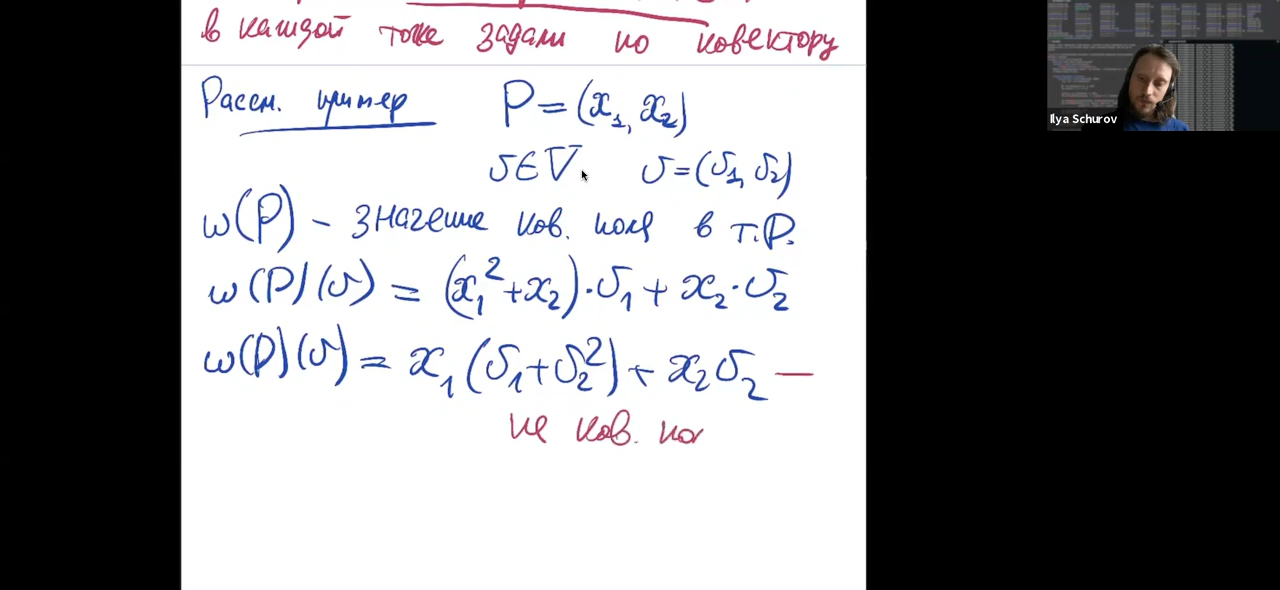 в каждой точке задали по ковектору
Рассм. пример P = (x₁, x₂)
v ∈ V. v = (v₁, v₂)
ω(P) – значение ков. поля в т. P.
ω(P)(v) = (x₁² + x₂)·v₁ + x₂·v₂
ω(P)(v) = x₁(v₁ + v₂²) + x₂v₂ —
не ков. пол
Ilya Schurov